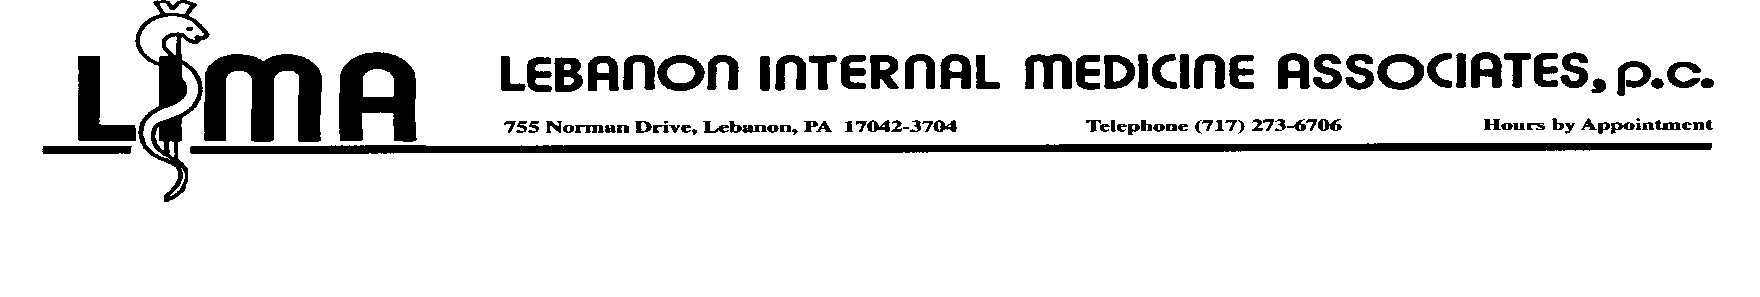 LIMA
LEBANON INTERNAL MEDICINE ASSOCIATES, p.c.
755 Norman Drive, Lebanon, PA 17042-3704 Telephone (717) 273-6706 Hours by Appointment